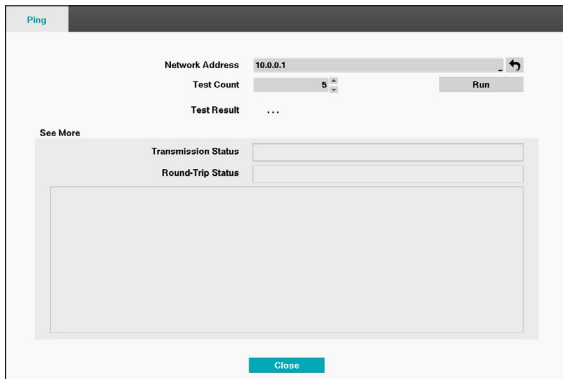 Ping
Network Address 10.0.0.1 _
Test Count 5 Run
Test Result ...
See More
Transmission Status
Round-Trip Status
Close